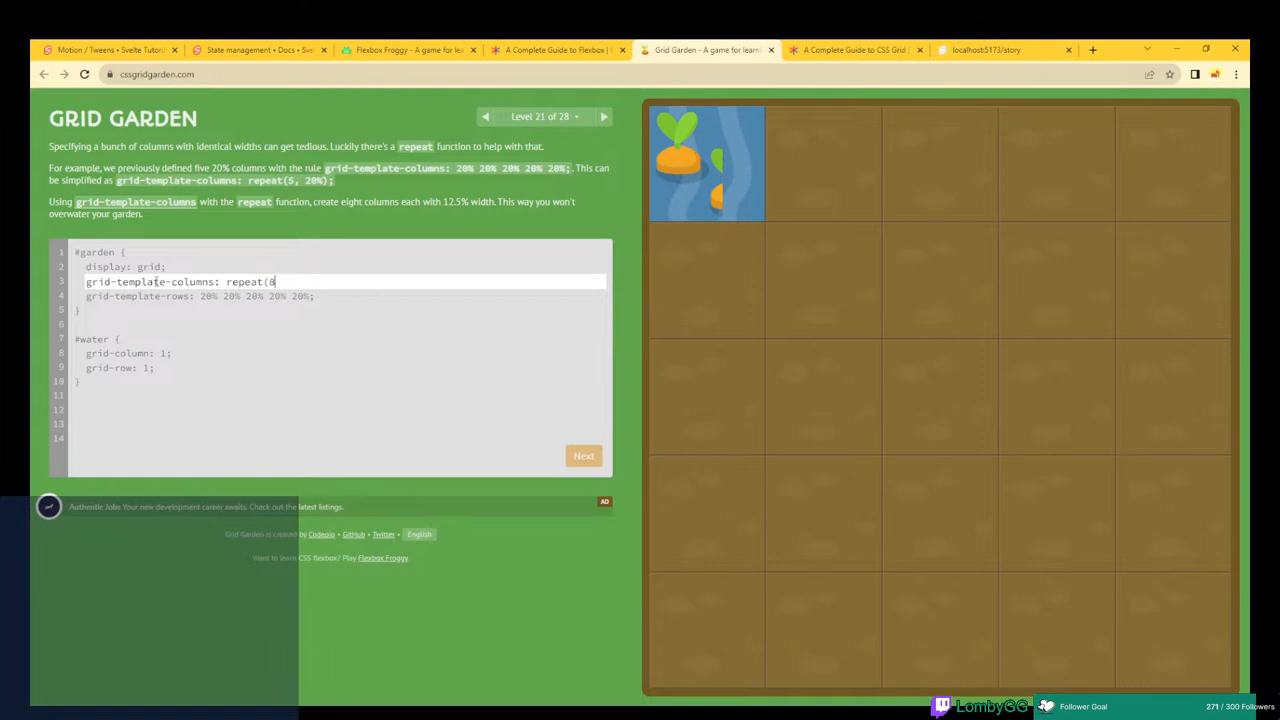 Motion / Tweens • Svelte Tutori
State management • Docs • Sve
Flexbox Froggy - A game for lea
A Complete Guide to Flexbox |
Grid Garden - A game for learni
A Complete Guide to CSS Grid |
localhost:5173/story
cssgridgarden.com
GRID GARDEN
Level 21 of 28
Specifying a bunch of columns with identical widths can get tedious. Luckily there's a repeat function to help with that.
For example, we previously defined five 20% columns with the rule grid-template-columns: 20% 20% 20% 20% 20%;. This can
be simplified as grid-template-columns: repeat(5, 20%);
Using grid-template-columns with the repeat function, create eight columns each with 12.5% width. This way you won't
overwater your garden.
1 #garden {
2 display: grid;
3 grid-template-columns: repeat(8
4 grid-template-rows: 20% 20% 20% 20% 20%;
5 }
6
7 #water {
8 grid-column: 1;
9 grid-row: 1;
10 }
11
12
13
14
Next
Authentic Jobs Your new development career awaits. Check out the latest listings.
AD
Grid Garden is created by Codepip • GitHub • Twitter • English
Want to learn CSS flexbox? Play Flexbox Froggy.
LombyGG
Follower Goal
271 / 300 Followers